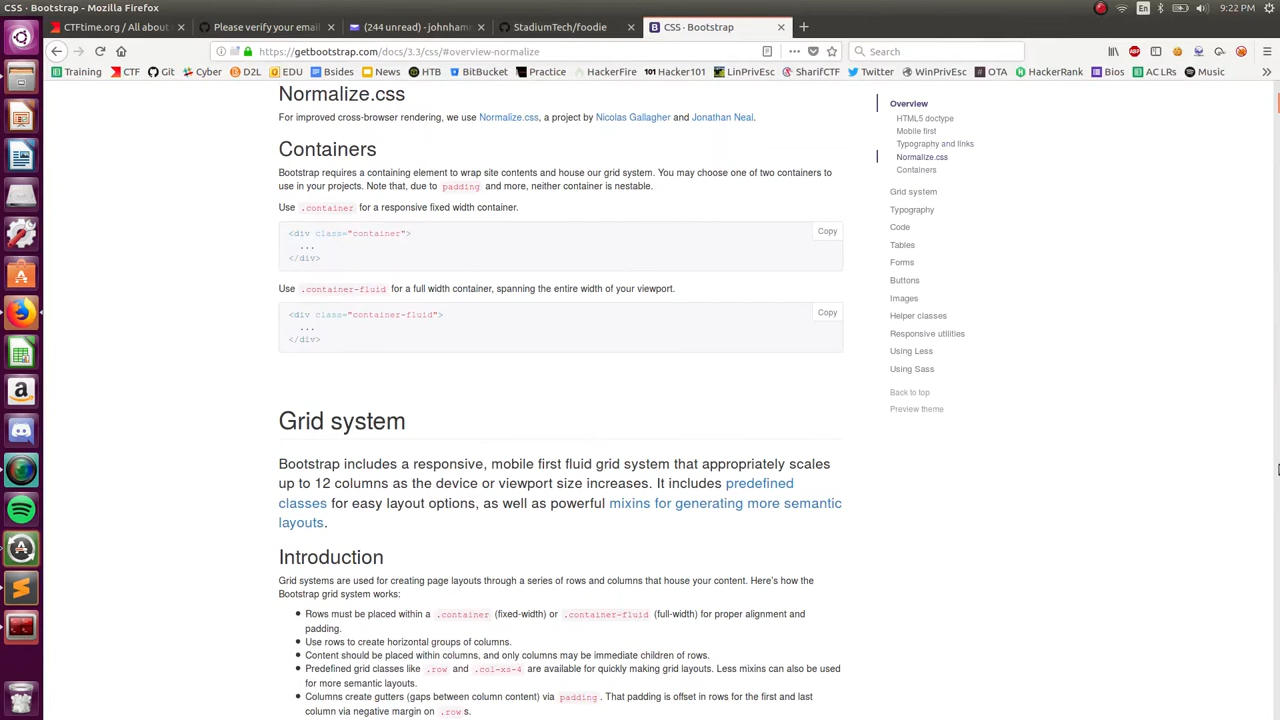 CSS · Bootstrap - Mozilla Firefox
En
9:22 PM
CTFtime.org / All about
Please verify your email
(244 unread) - johnham
StadiumTech/foodie
CSS · Bootstrap
https://getbootstrap.com/docs/3.3/css/#overview-normalize
Search
ABP
Training CTF Git Cyber D2L EDU Bsides News HTB BitBucket Practice HackerFire 101 Hacker101 LinPrivEsc SharifCTF Twitter WinPrivEsc OTA HackerRank Bios AC LRs Music
Normalize.css
For improved cross-browser rendering, we use Normalize.css, a project by Nicolas Gallagher and Jonathan Neal.
Containers
Bootstrap requires a containing element to wrap site contents and house our grid system. You may choose one of two containers to
use in your projects. Note that, due to padding and more, neither container is nestable.
Use .container for a responsive fixed width container.
Copy
<div class="container">
...
</div>
Use .container-fluid for a full width container, spanning the entire width of your viewport.
Copy
<div class="container-fluid">
...
</div>
Grid system
Bootstrap includes a responsive, mobile first fluid grid system that appropriately scales
up to 12 columns as the device or viewport size increases. It includes predefined
classes for easy layout options, as well as powerful mixins for generating more semantic
layouts.
Introduction
Grid systems are used for creating page layouts through a series of rows and columns that house your content. Here's how the
Bootstrap grid system works:
• Rows must be placed within a .container (fixed-width) or .container-fluid (full-width) for proper alignment and
padding.
• Use rows to create horizontal groups of columns.
• Content should be placed within columns, and only columns may be immediate children of rows.
• Predefined grid classes like .row and .col-xs-4 are available for quickly making grid layouts. Less mixins can also be used
for more semantic layouts.
• Columns create gutters (gaps between column content) via padding. That padding is offset in rows for the first and last
column via negative margin on .rows.
Overview
HTML5 doctype
Mobile first
Typography and links
Normalize.css
Containers
Grid system
Typography
Code
Tables
Forms
Buttons
Images
Helper classes
Responsive utilities
Using Less
Using Sass
Back to top
Preview theme